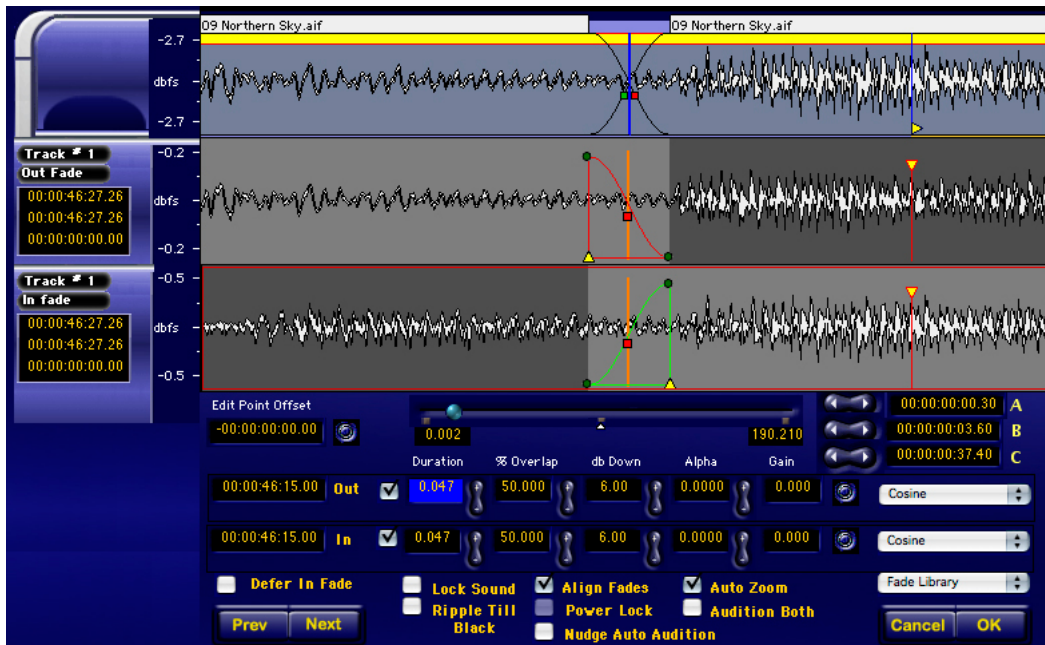 09 Northern Sky.aif
09 Northern Sky.aif
-2.7
dbfs
-2.7
Track # 1
Out Fade
00:00:46:27.26
00:00:46:27.26
00:00:00:00.00
-0.2
dbfs
-0.2
Track # 1
In fade
00:00:46:27.26
00:00:46:27.26
00:00:00:00.00
-0.5
dbfs
-0.5
Edit Point Offset
-00:00:00:00.00
0.002
190.210
00:00:00:00.30 A
00:00:00:03.60 B
00:00:00:37.40 C
Duration % Overlap db Down Alpha Gain
00:00:46:15.00 Out 0.047 50.000 6.00 0.0000 0.000 Cosine
00:00:46:15.00 In 0.047 50.000 6.00 0.0000 0.000 Cosine
Defer In Fade
Lock Sound
Align Fades
Auto Zoom
Fade Library
Ripple Till Black
Power Lock
Audition Both
Nudge Auto Audition
Prev
Next
Cancel
OK